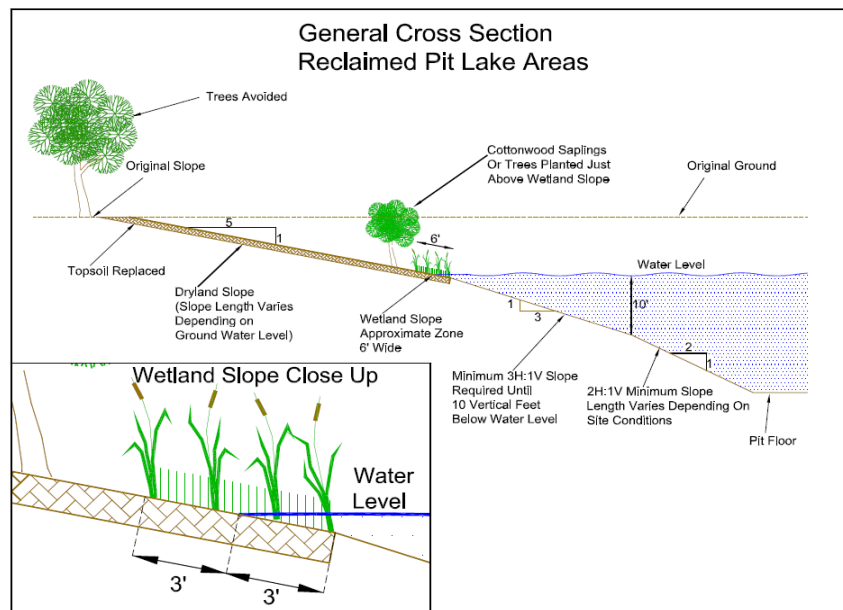 General Cross Section
Reclaimed Pit Lake Areas
Trees Avoided
Original Slope
Cottonwood Saplings
Or Trees Planted Just
Above Wetland Slope
Original Ground
5
1
6'
Topsoil Replaced
Water Level
Dryland Slope
(Slope Length Varies
Depending on
Ground Water Level)
Wetland Slope
Approximate Zone
6' Wide
1
3
10'
2
1
Minimum 3H:1V Slope
Required Until
10 Vertical Feet
Below Water Level
2H:1V Minimum Slope
Length Varies Depending On
Site Conditions
Pit Floor
Wetland Slope Close Up
Water
Level
3'
3'